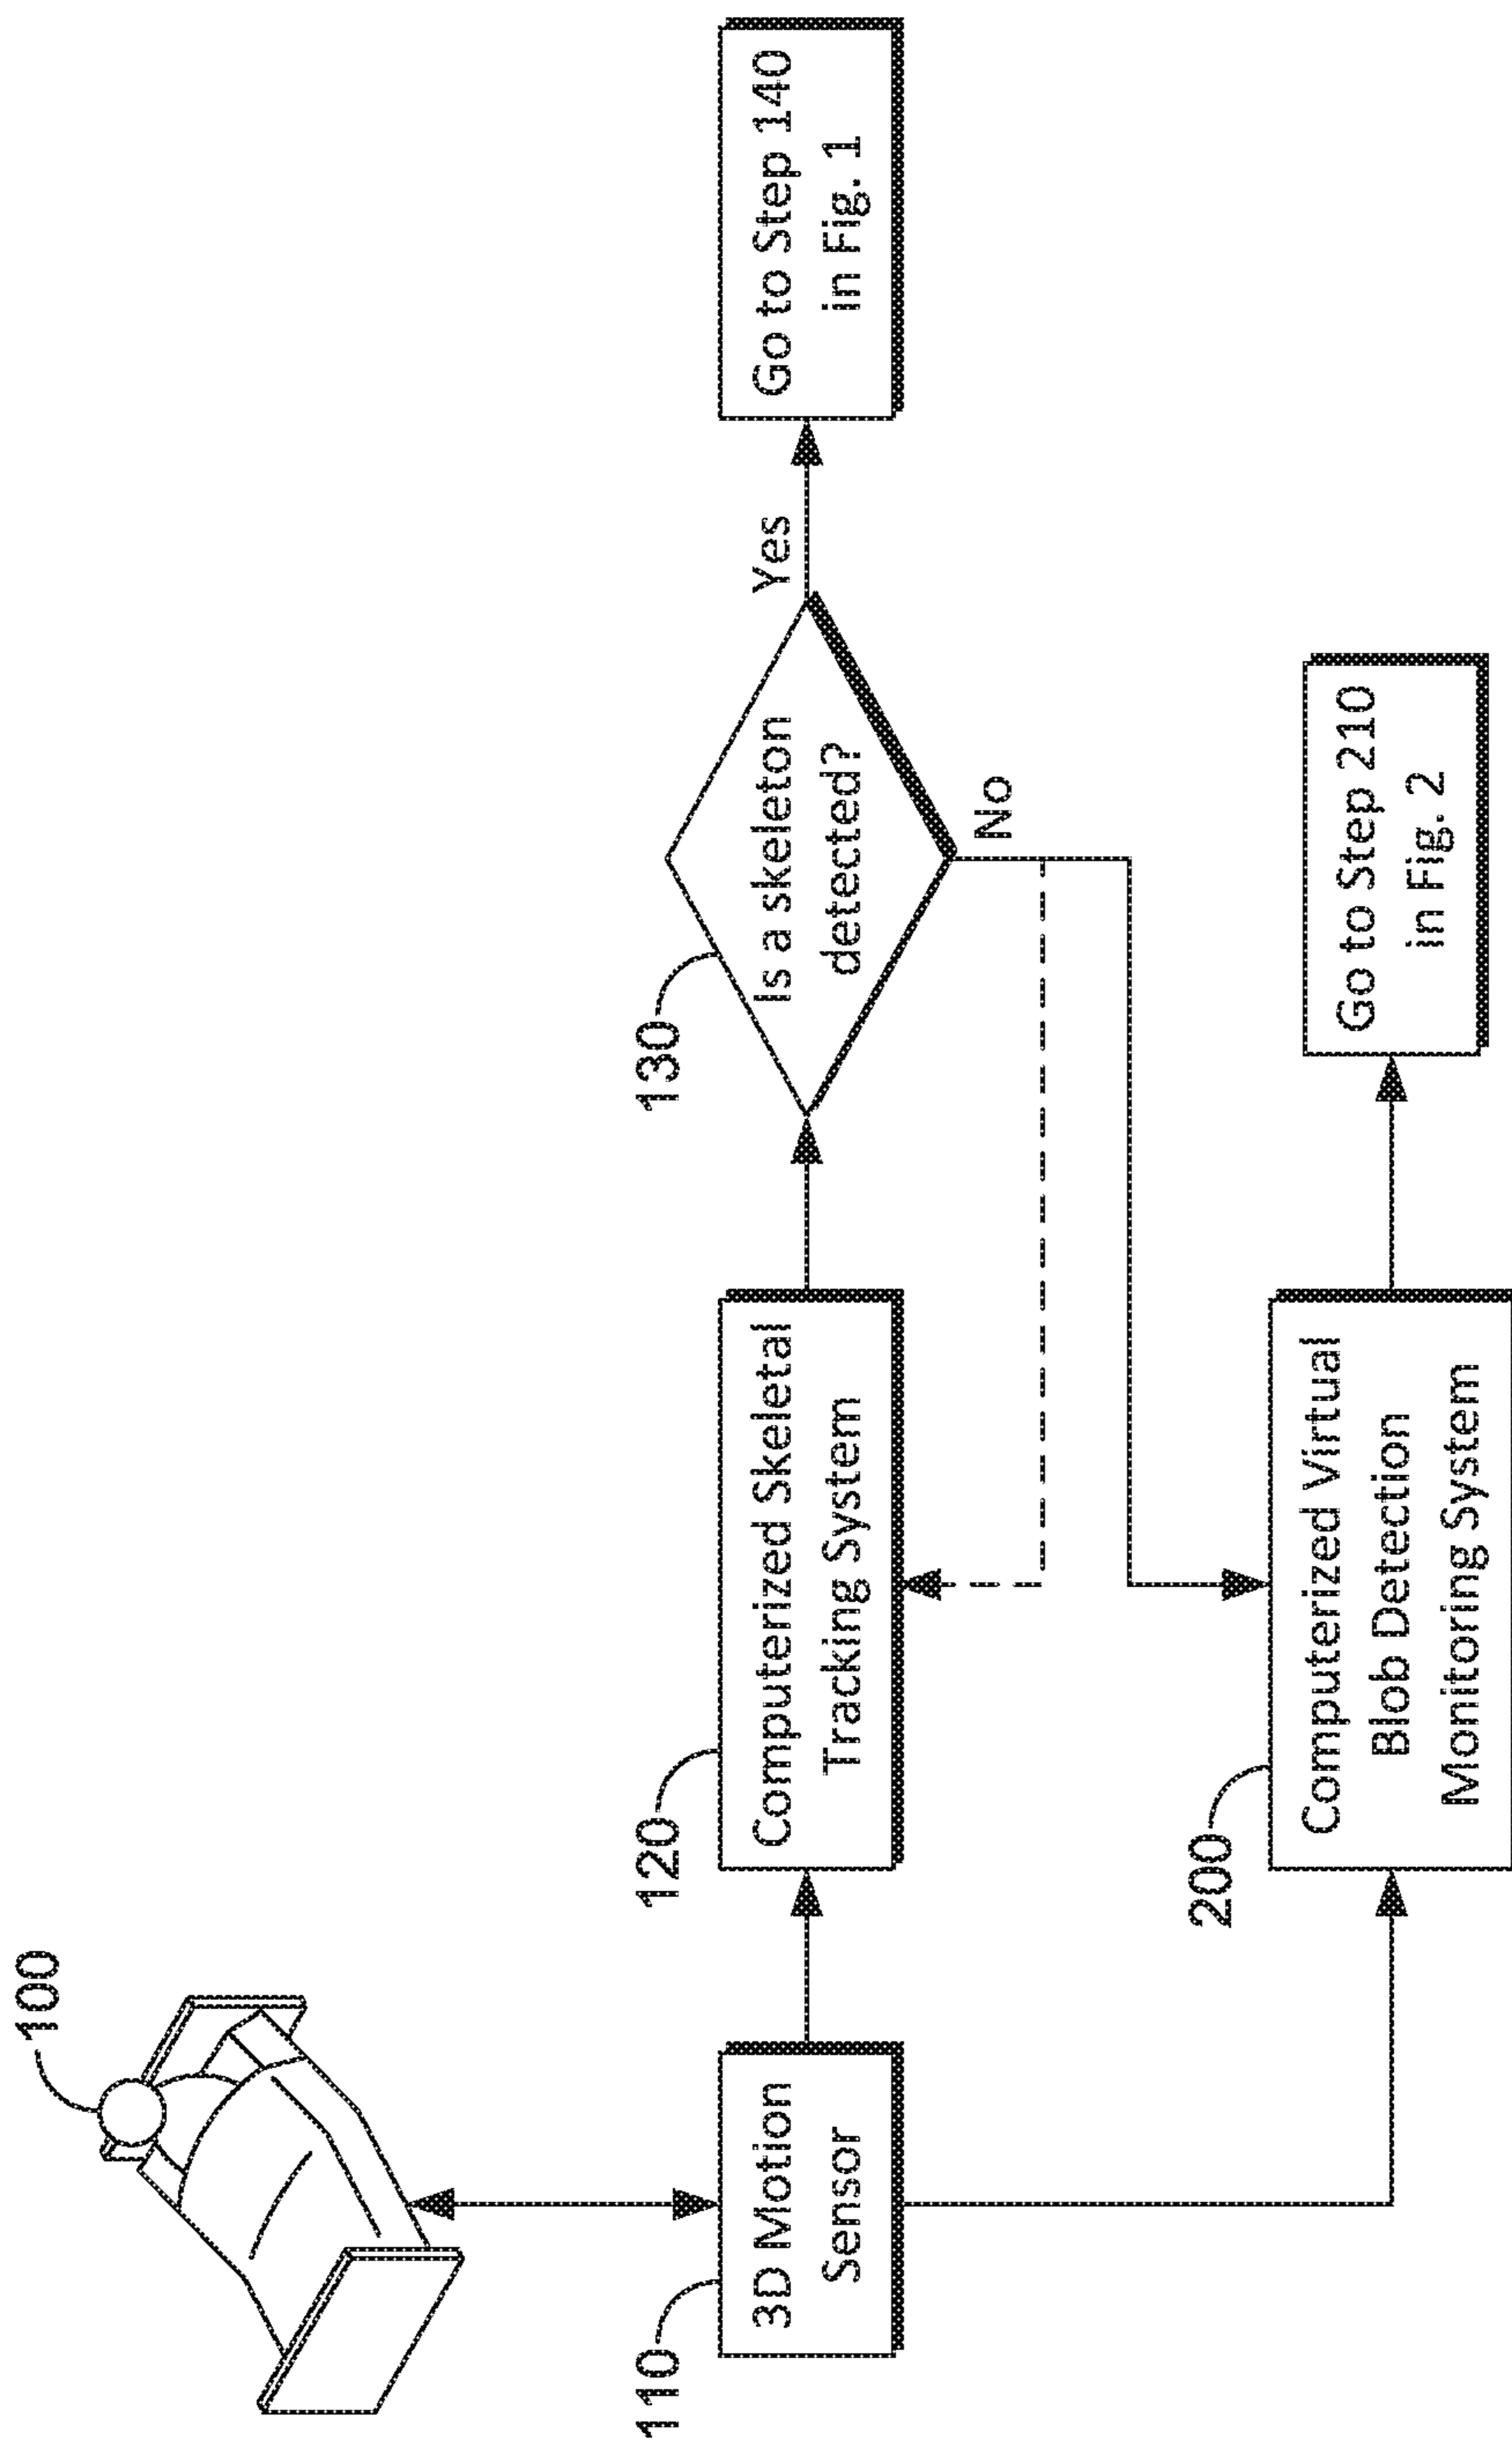 100
110
3D Motion
Sensor
120
Computerized Skeletal
Tracking System
130
Is a skeleton
detected?
Yes
Go to Step 140
in Fig. 1
No
200
Computerized Virtual
Blob Detection
Monitoring System
Go to Step 210
in Fig. 2